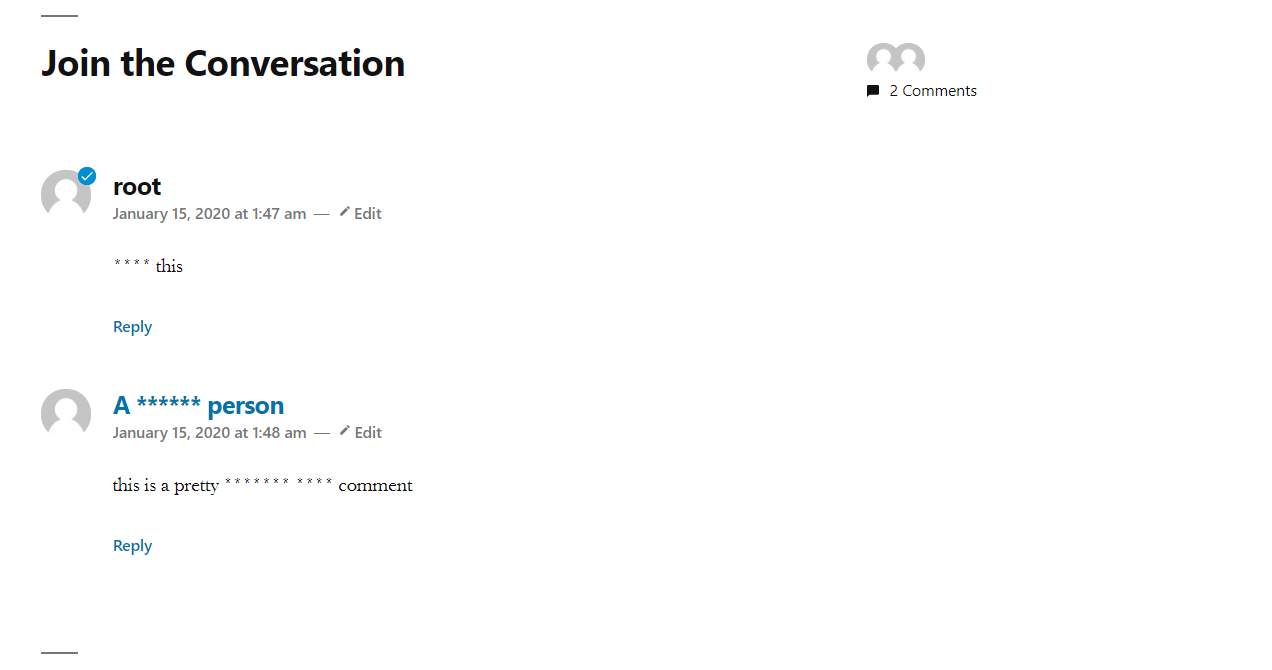 Join the Conversation
2 Comments
root
January 15, 2020 at 1:47 am — Edit
**** this
Reply
A ****** person
January 15, 2020 at 1:48 am — Edit
this is a pretty ******* **** comment
Reply